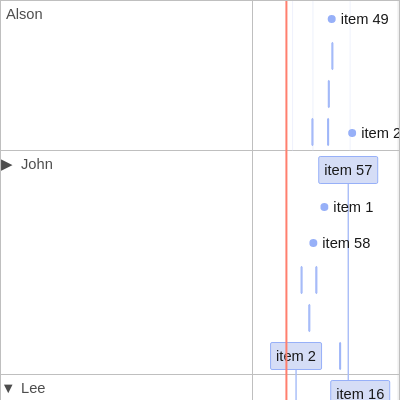 Alson
item 49
item 2
▶ John
item 57
item 1
item 58
item 2
▼ Lee
item 16